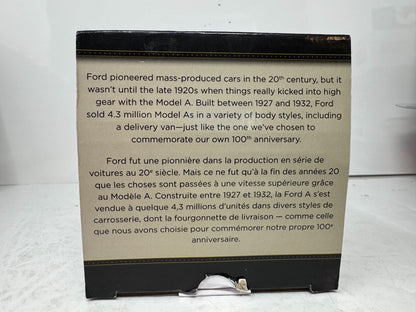 Ford pioneered mass-produced cars in the 20th century, but it
wasn't until the late 1920s when things really kicked into high
gear with the Model A. Built between 1927 and 1932, Ford
sold 4.3 million Model As in a variety of body styles, including
a delivery van—just like the one we've chosen to
commemorate our own 100th anniversary.
Ford fut une pionnière dans la production en série de
voitures au 20e siècle. Mais ce ne fut qu'à la fin des années 20
que les choses sont passées à une vitesse supérieure grâce
au Modèle A. Construite entre 1927 et 1932, la Ford A s'est
vendue à quelque 4,3 millions d'unités dans divers styles de
carrosserie, dont la fourgonnette de livraison — comme celle
que nous avons choisie pour commémorer notre propre 100e
anniversaire.